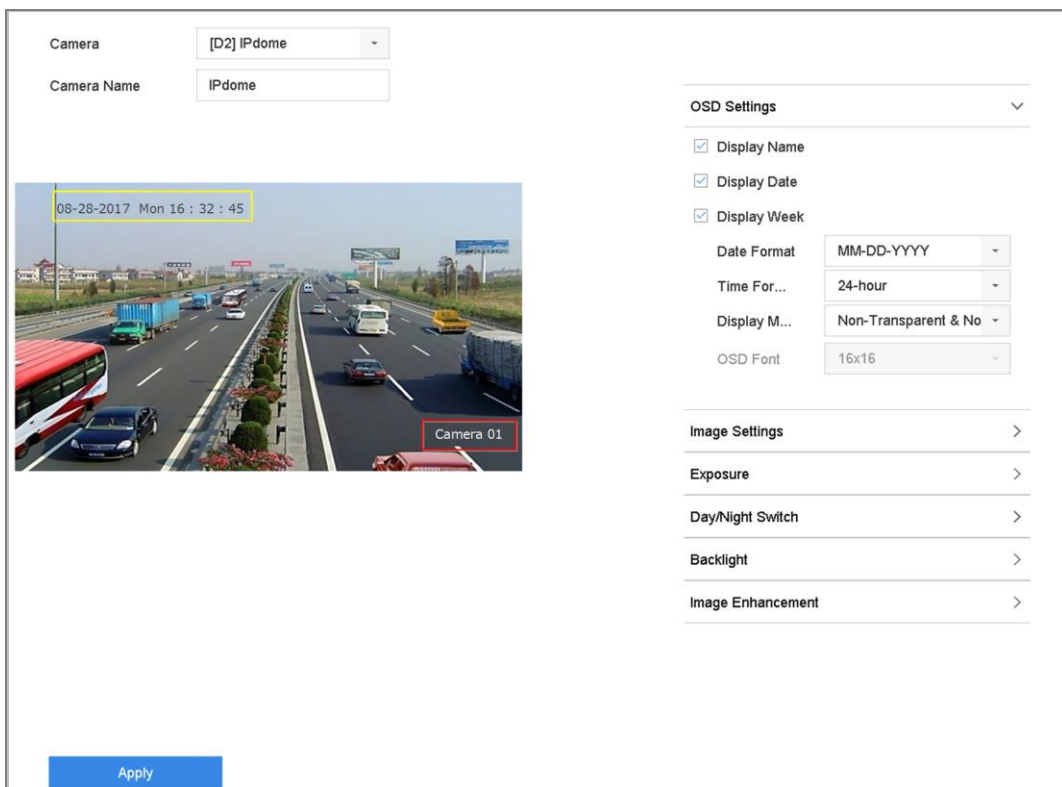 Camera [D2] IPdome
Camera Name IPdome
08-28-2017 Mon 16 : 32 : 45
Camera 01
OSD Settings
Display Name
Display Date
Display Week
Date Format MM-DD-YYYY
Time For... 24-hour
Display M... Non-Transparent & No
OSD Font 16x16
Image Settings
Exposure
Day/Night Switch
Backlight
Image Enhancement
Apply